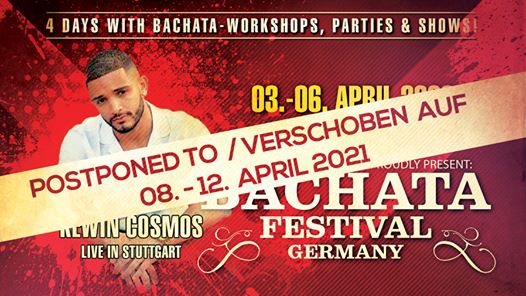 4 DAYS WITH BACHATA-WORKSHOPS, PARTIES & SHOWS!
03.-06. APRIL
POSTPONED TO / VERSCHOBEN AUF
08. - 12. APRIL 2021
PRESENT:
BACHATA
FESTIVAL
GERMANY
KEWIN COSMOS
LIVE IN STUTTGART